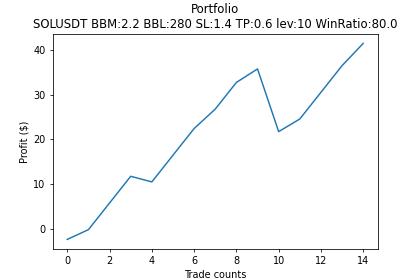 Portfolio
SOLUSDT BBM:2.2 BBL:280 SL:1.4 TP:0.6 lev:10 WinRatio:80.0
40
30
20
10
0
Profit ($)
0 2 4 6 8 10 12 14
Trade counts